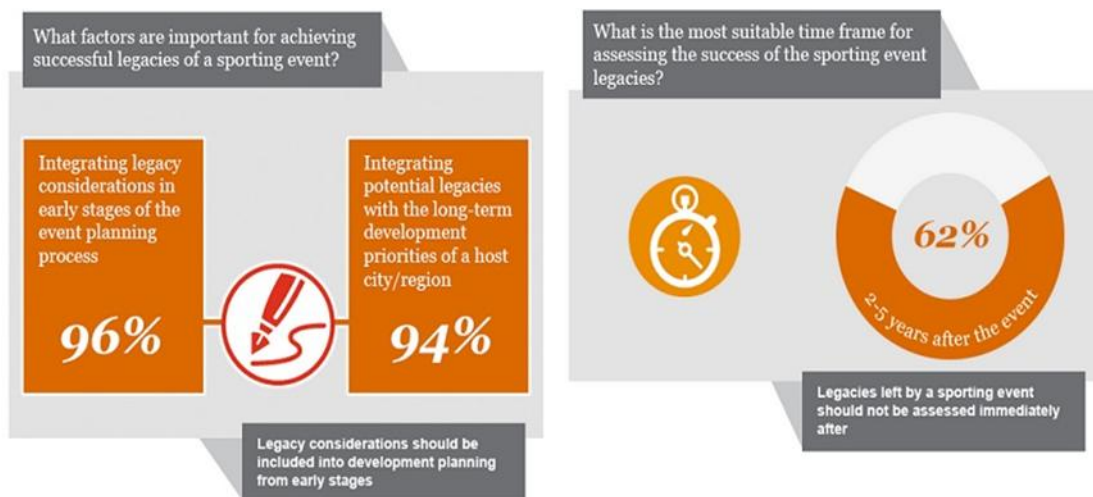 What factors are important for achieving
successful legacies of a sporting event?
Integrating legacy
considerations in
early stages of the
event planning
process
96%
Integrating
potential legacies
with the long-term
development
priorities of a host
city/region
94%
Legacy considerations should be
included into development planning
from early stages
What is the most suitable time frame for
assessing the success of the sporting event
legacies?
62%
2-5 years after the event
Legacies left by a sporting event
should not be assessed immediately
after